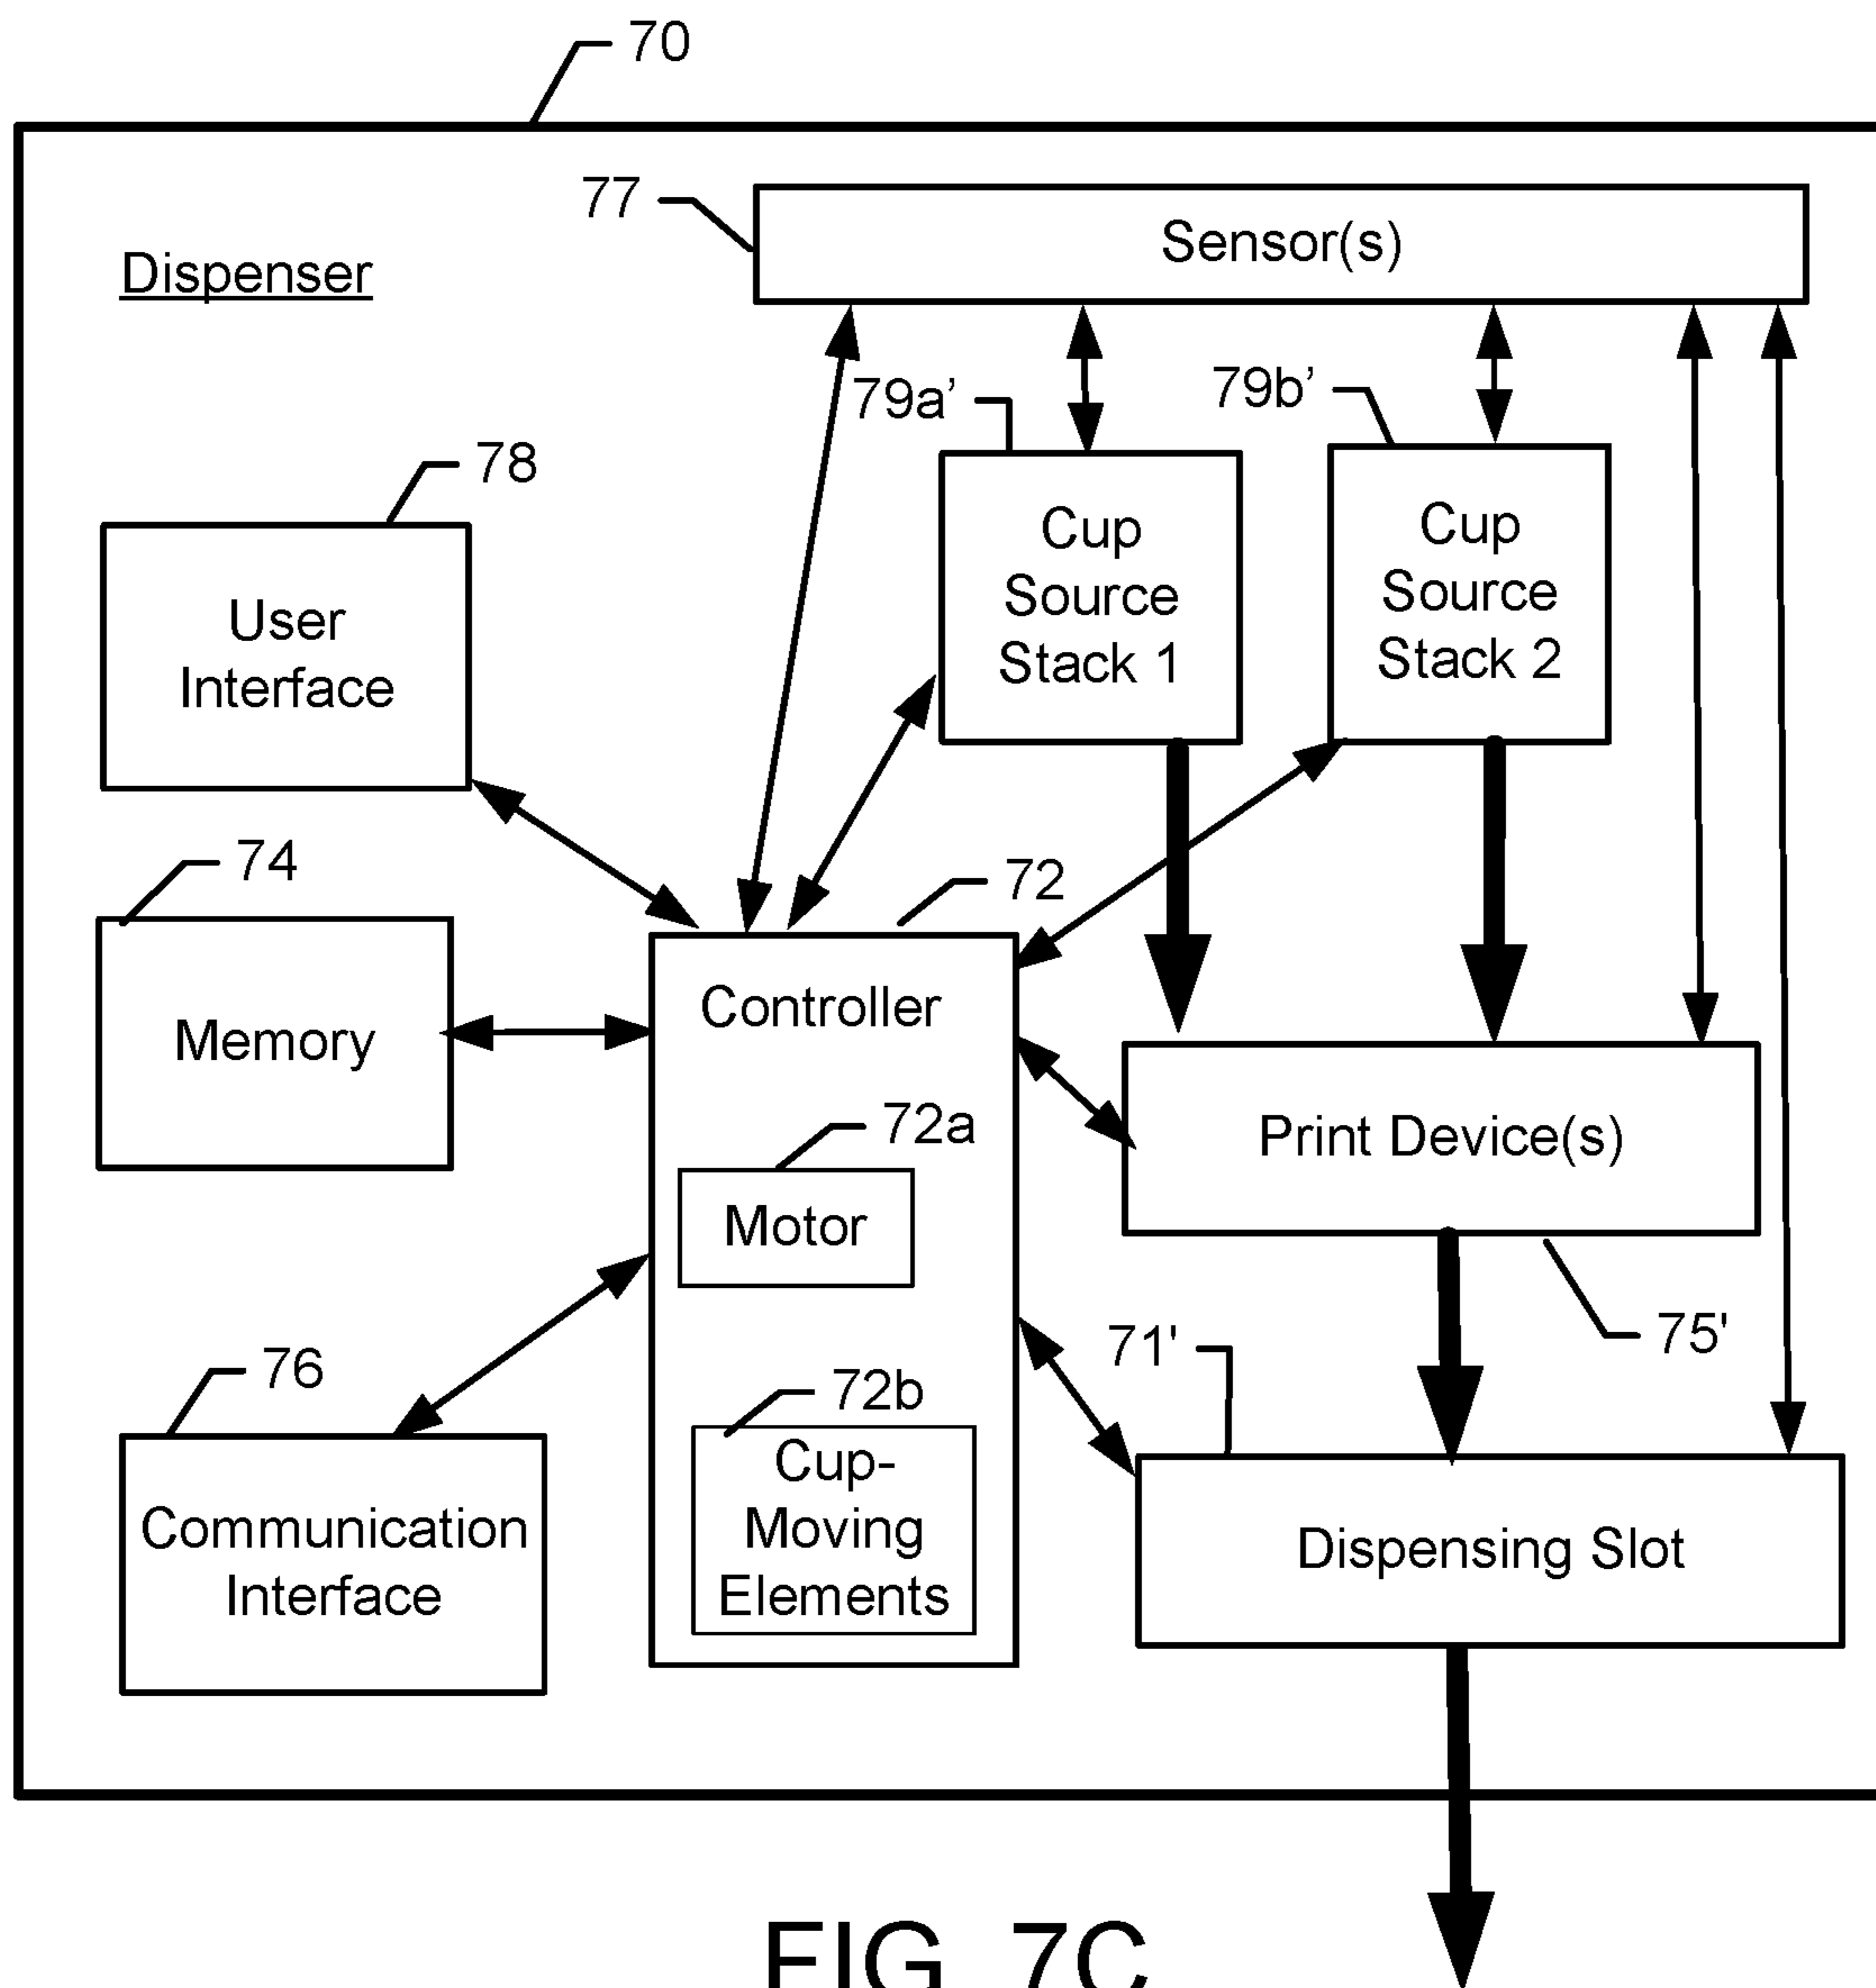 70
77
Sensor(s)
Dispenser
79a’
79b’
78
Cup
Source
Stack 1
Cup
Source
Stack 2
User
Interface
74
72
Memory
Controller
72a
Motor
Print Device(s)
75'
71'
76
72b
Cup-
Moving
Elements
Communication
Interface
Dispensing Slot
FIG. 7C